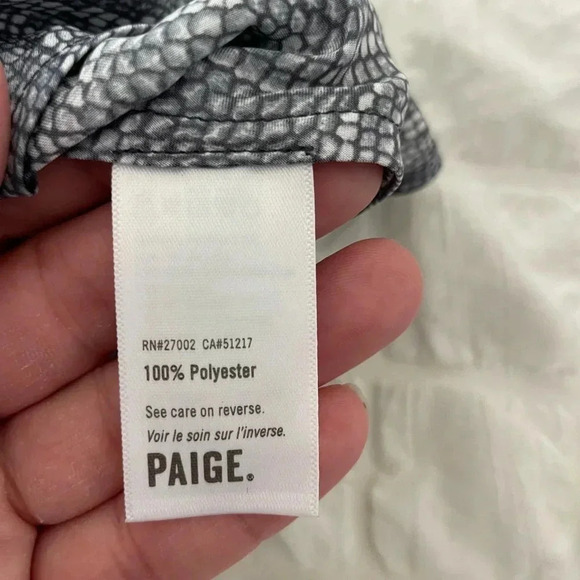 RN#27002 CA#51217
100% Polyester
See care on reverse.
Voir le soin sur l'inverse.
PAIGE®